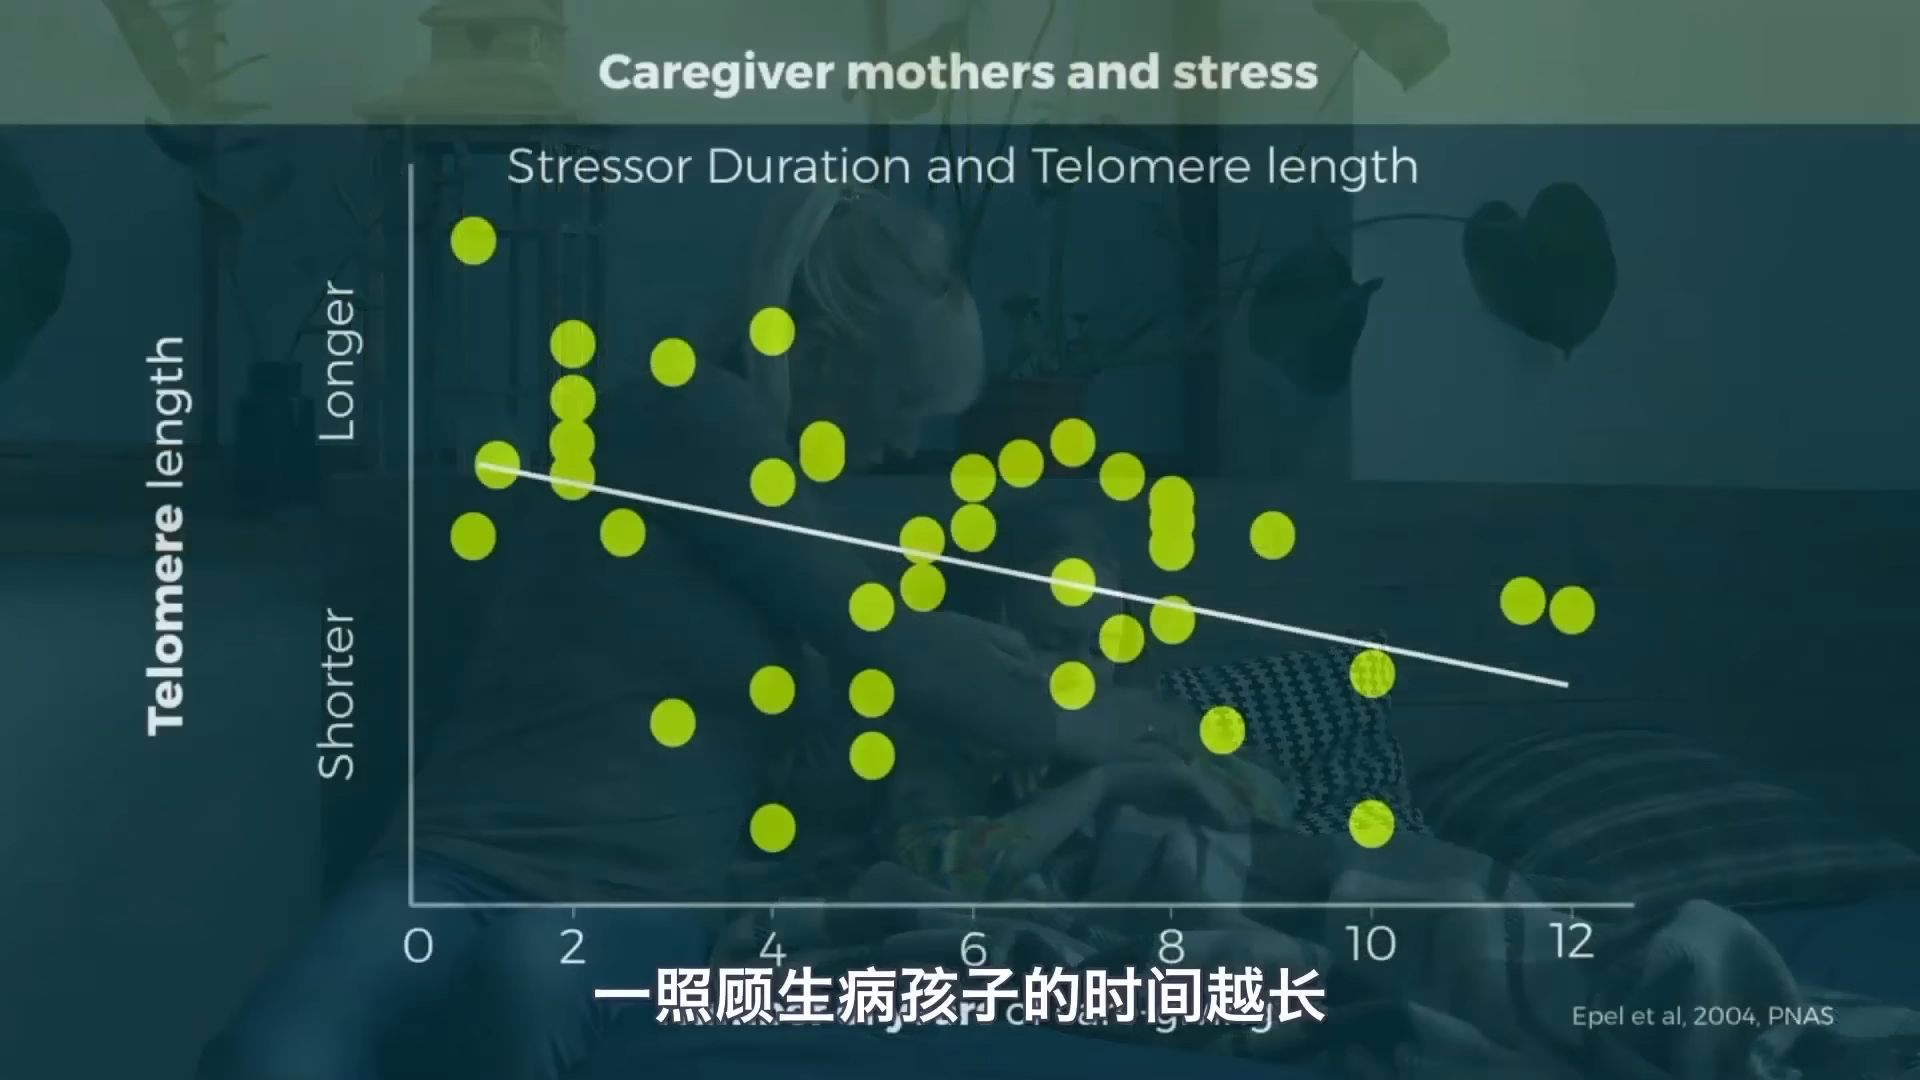 Caregiver mothers and stress
Stressor Duration and Telomere length
Telomere length
Longer
Shorter
0 2 4 6 8 10 12
一照顾生病孩子的时间越长
Epel et al, 2004, PNAS